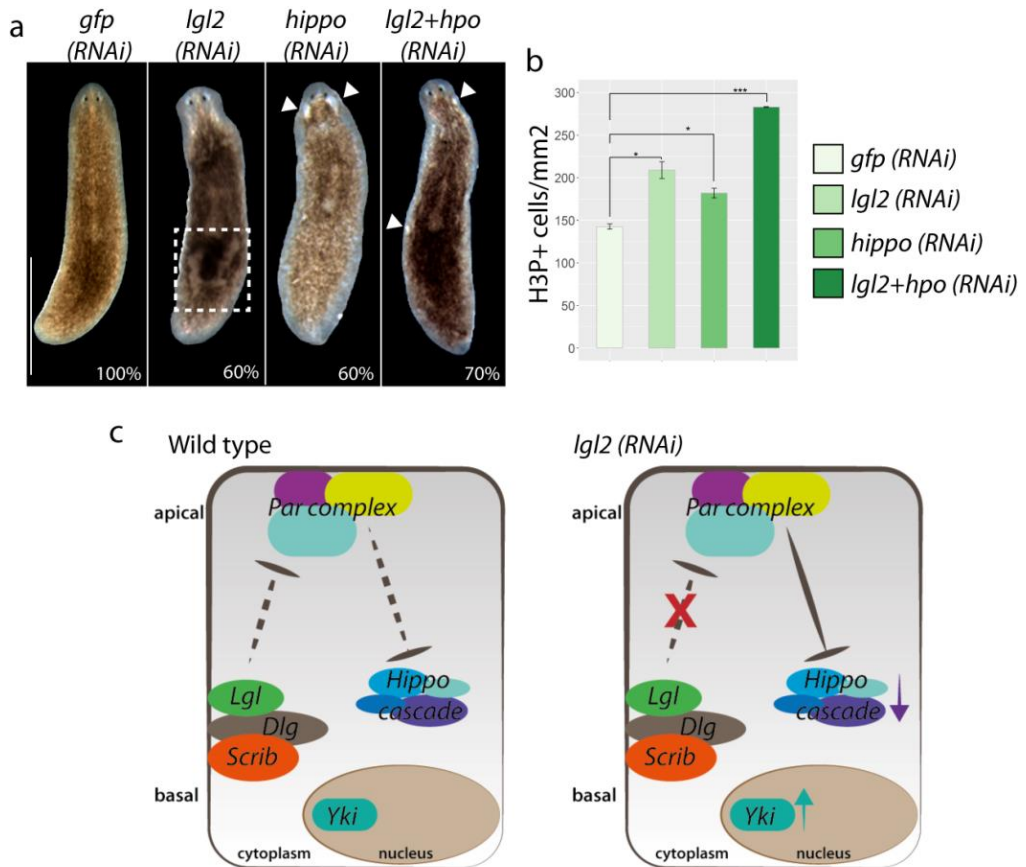 a
gfp (RNAi)
lgl2 (RNAi)
hippo (RNAi)
lgl2+hpo (RNAi)
100%
60%
60%
70%
b
H3P+ cells/mm2
300
250
200
150
100
50
0
*
*
***
gfp (RNAi)
lgl2 (RNAi)
hippo (RNAi)
lgl2+hpo (RNAi)
c
Wild type
apical
Par complex
Lgl
Dlg
Scrib
Hippo
cascade
basal
Yki
cytoplasm
nucleus
lgl2 (RNAi)
apical
Par complex
X
Lgl
Dlg
Scrib
Hippo
cascade
basal
Yki
cytoplasm
nucleus